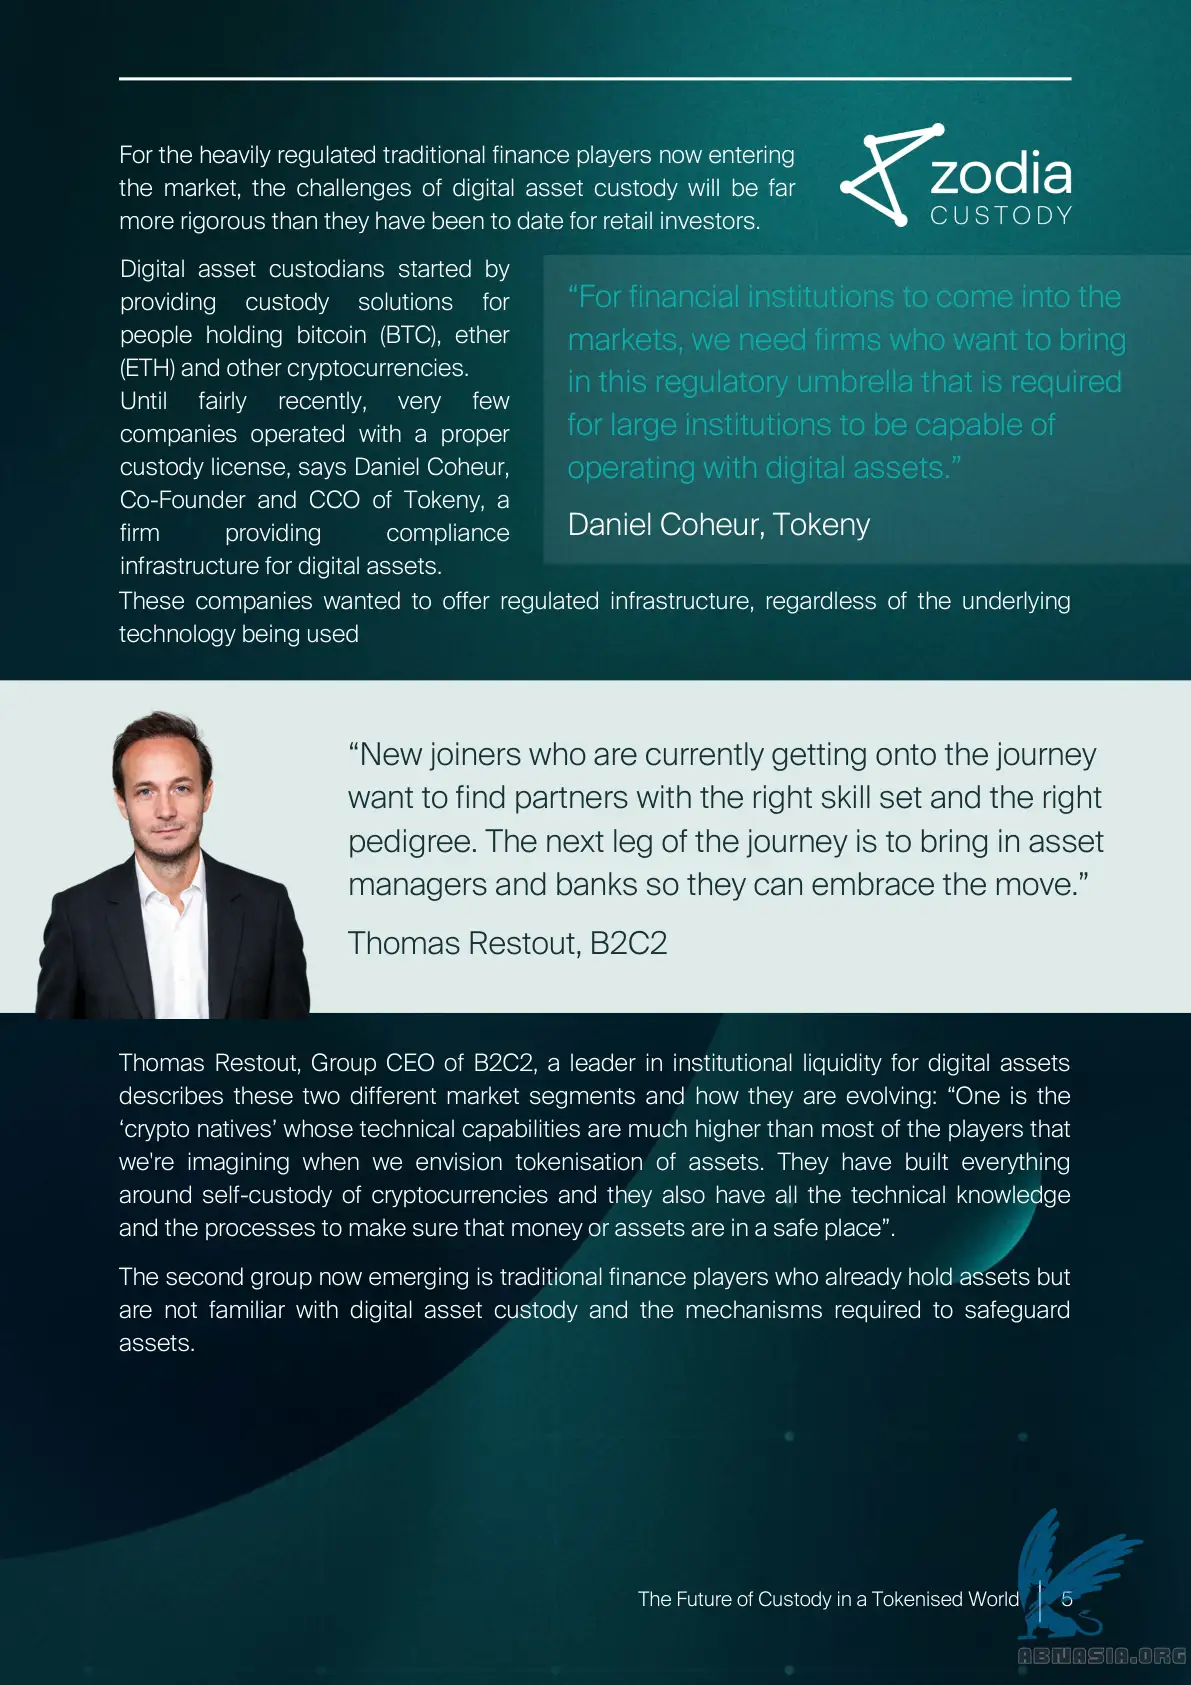 zodia
CUSTODY
For the heavily regulated traditional finance players now entering
the market, the challenges of digital asset custody will be far
more rigorous than they have been to date for retail investors.
Digital asset custodians started by
providing custody solutions for
people holding bitcoin (BTC), ether
(ETH) and other cryptocurrencies.
Until fairly recently, very few
companies operated with a proper
custody license, says Daniel Coheur,
Co-Founder and CCO of Tokeny, a
firm providing compliance
infrastructure for digital assets.
“For financial institutions to come into the
markets, we need firms who want to bring
in this regulatory umbrella that is required
for large institutions to be capable of
operating with digital assets.”
Daniel Coheur, Tokeny
These companies wanted to offer regulated infrastructure, regardless of the underlying
technology being used
“New joiners who are currently getting onto the journey
want to find partners with the right skill set and the right
pedigree. The next leg of the journey is to bring in asset
managers and banks so they can embrace the move.”
Thomas Restout, B2C2
Thomas Restout, Group CEO of B2C2, a leader in institutional liquidity for digital assets
describes these two different market segments and how they are evolving: “One is the
‘crypto natives’ whose technical capabilities are much higher than most of the players that
we're imagining when we envision tokenisation of assets. They have built everything
around self-custody of cryptocurrencies and they also have all the technical knowledge
and the processes to make sure that money or assets are in a safe place”.
The second group now emerging is traditional finance players who already hold assets but
are not familiar with digital asset custody and the mechanisms required to safeguard
assets.
The Future of Custody in a Tokenised World 5
ABNASIA.ORG